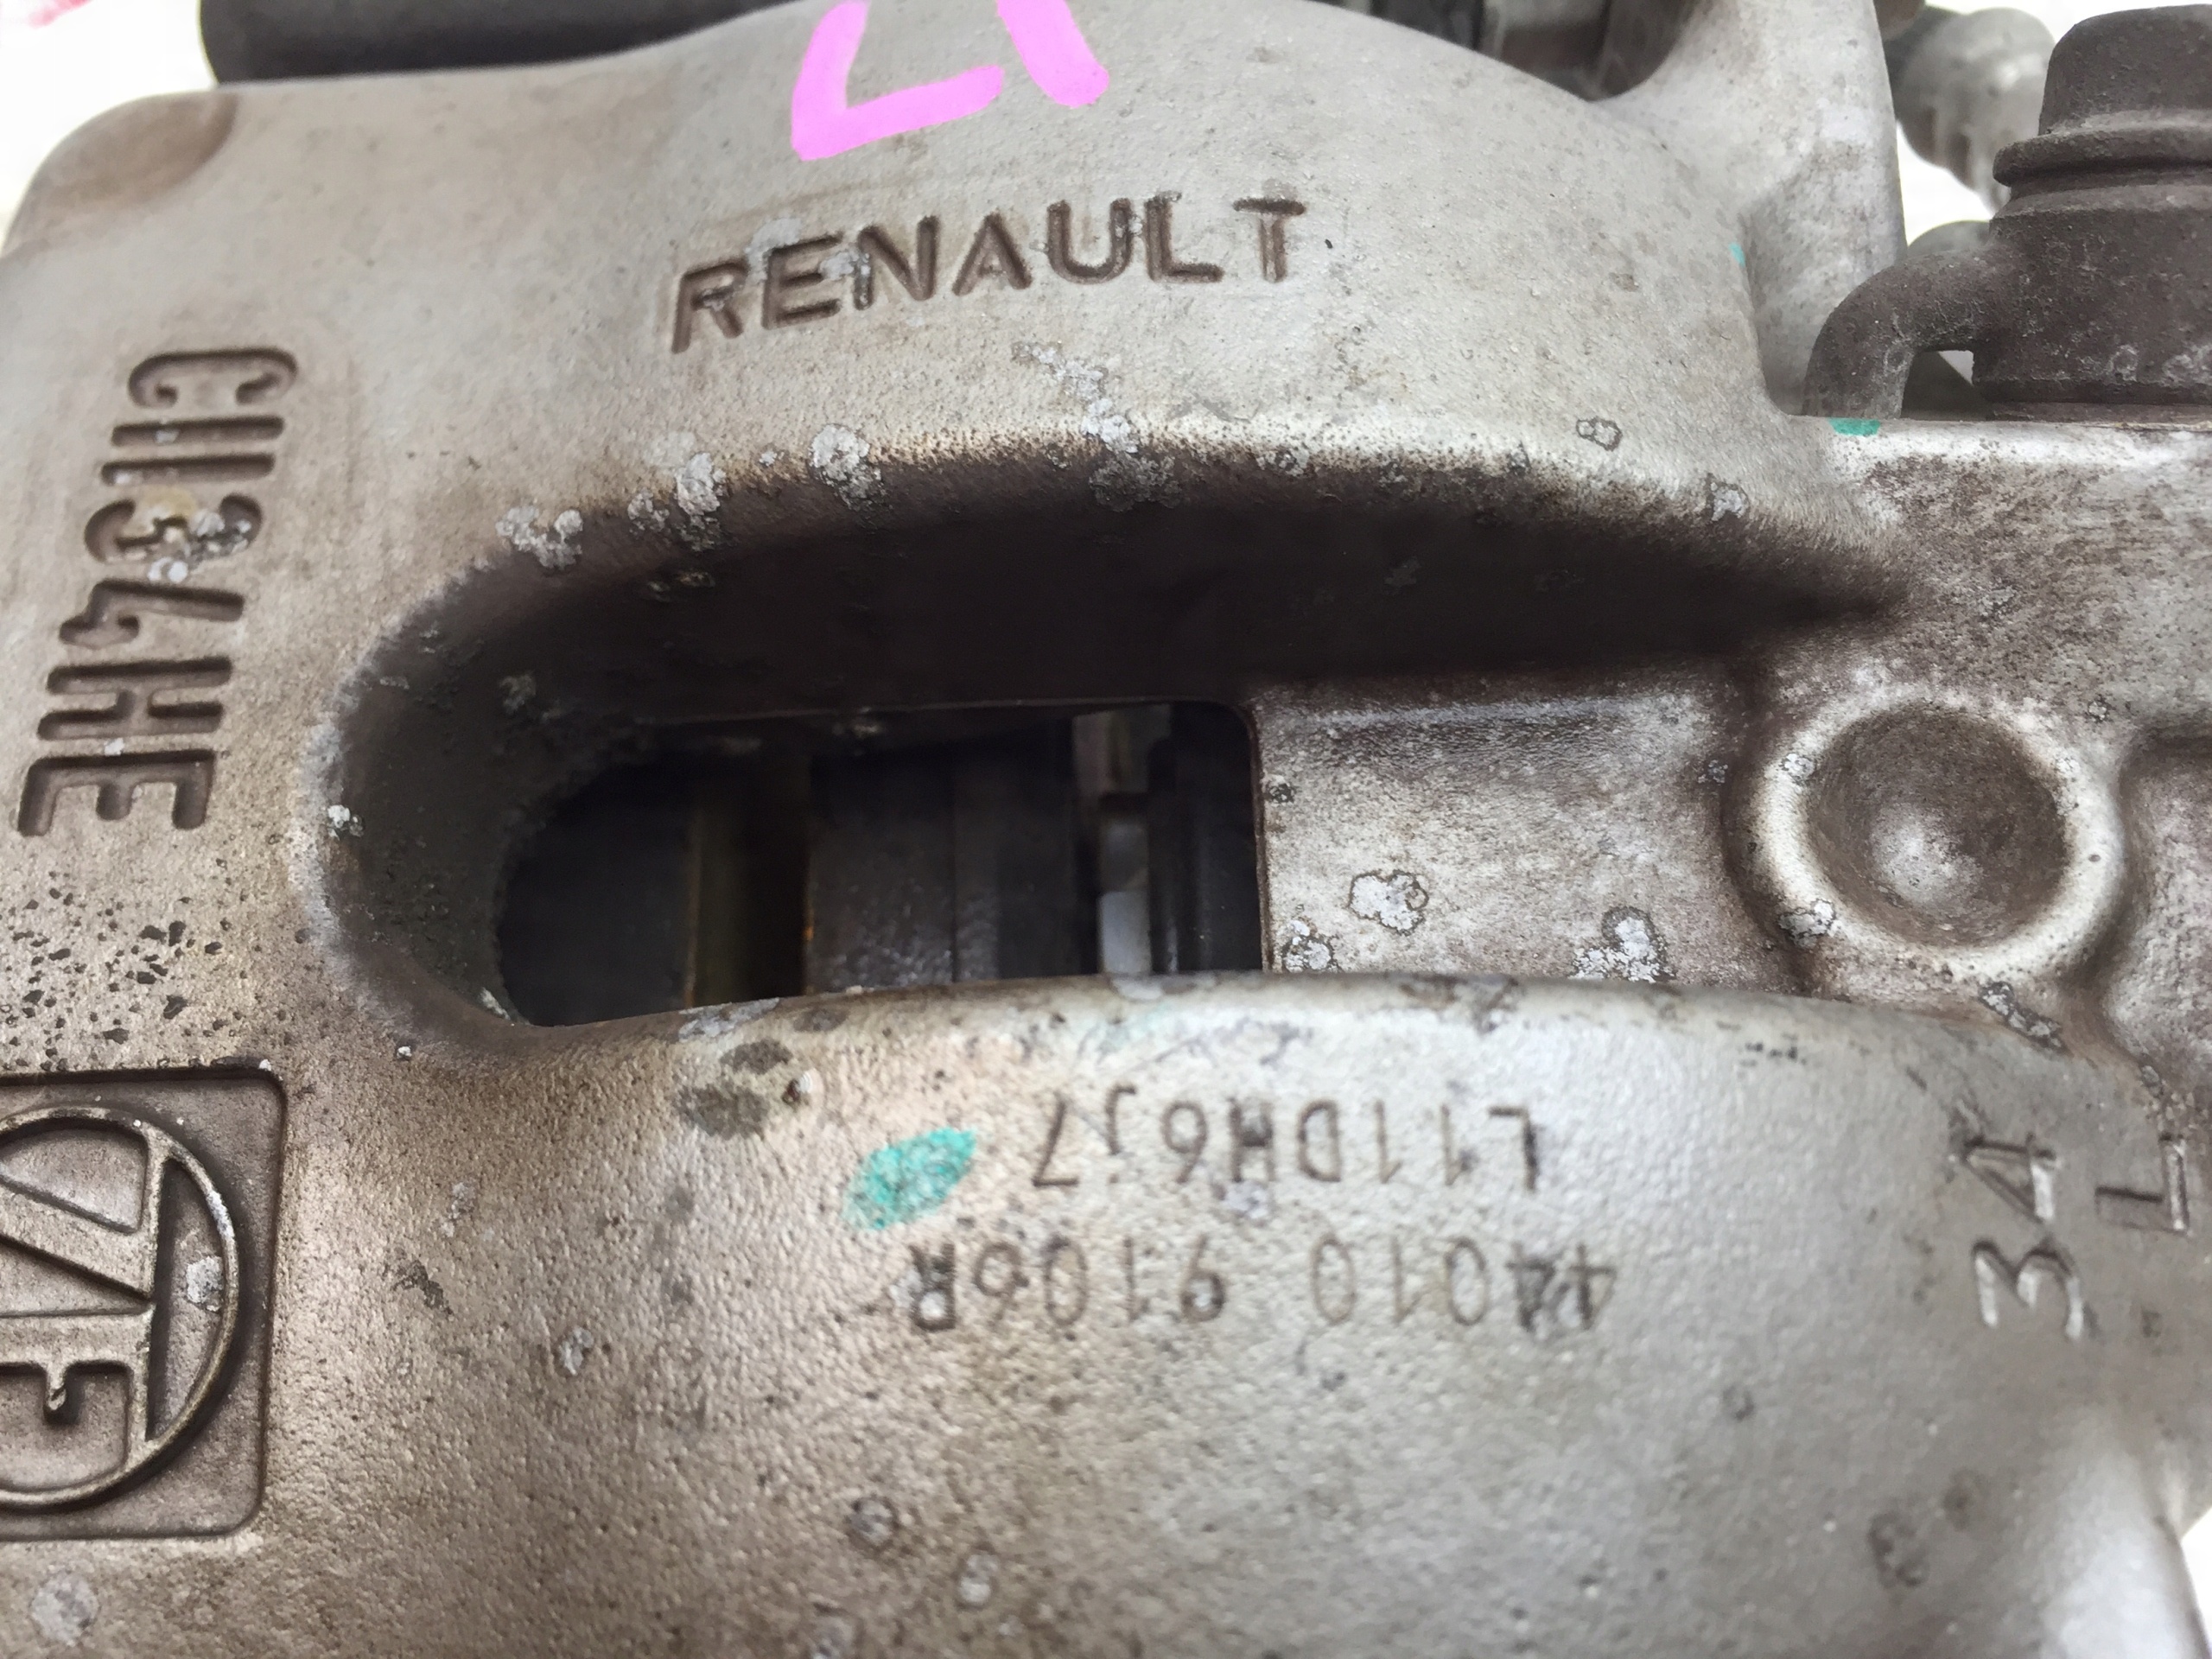 RENAULT
CII34HE
44010 9106R
L11DH6j7
34
L